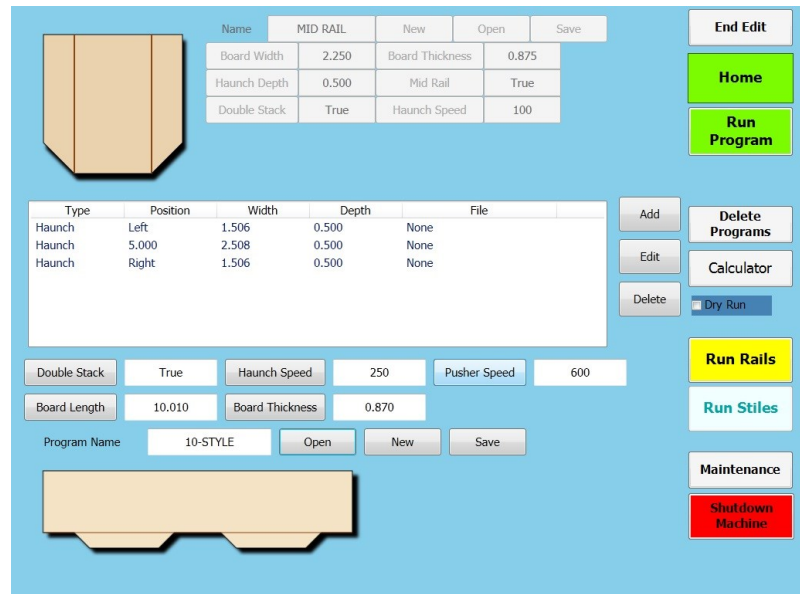 Name MID RAIL New Open Save End Edit
Board Width 2.250 Board Thickness 0.875
Haunch Depth 0.500 Mid Rail True Home
Double Stack True Haunch Speed 100
Run
Program
Type Position Width Depth File
Haunch Left 1.506 0.500 None
Haunch 5.000 2.508 0.500 None
Haunch Right 1.506 0.500 None
Add
Edit
Delete
Delete
Programs
Calculator
Dry Run
Double Stack True Haunch Speed 250 Pusher Speed 600 Run Rails
Board Length 10.010 Board Thickness 0.870 Run Stiles
Program Name 10-STYLE Open New Save
Maintenance
Shutdown
Machine